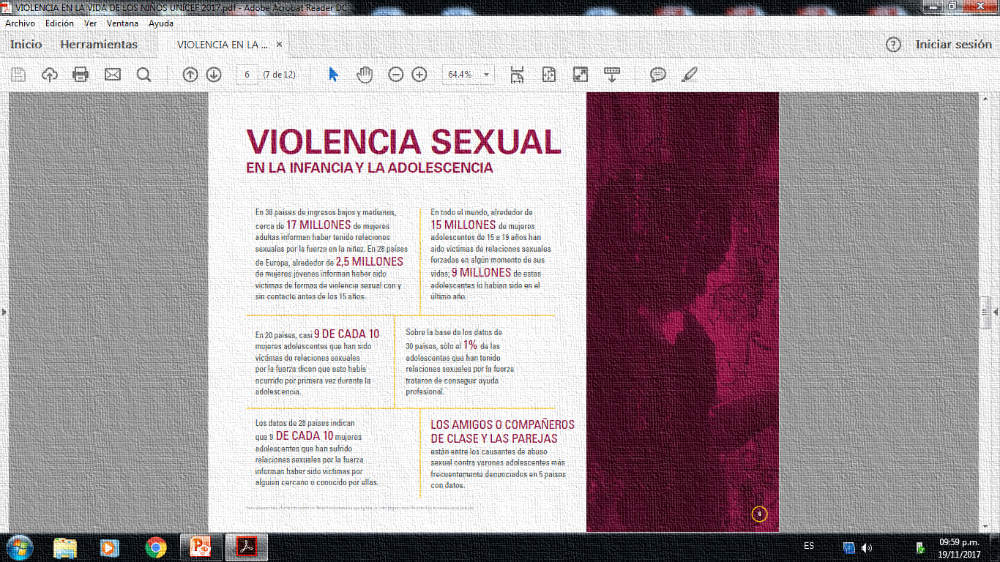 VIOLENCIA EN LA VIDA DE LOS NIÑOS UNICEF 2017.pdf - Adobe Acrobat Reader DC
Archivo Edición Ver Ventana Ayuda
Inicio Herramientas VIOLENCIA EN LA ... × ? Iniciar sesión
6 (7 de 12) 64.4%
VIOLENCIA SEXUAL
EN LA INFANCIA Y LA ADOLESCENCIA
En 38 países de ingresos bajos y medianos,
cerca de 17 MILLONES de mujeres
adultas informan haber tenido relaciones
sexuales por la fuerza en la niñez. En 28 países
de Europa, alrededor de 2,5 MILLONES
de mujeres jóvenes informan haber sido
víctimas de formas de violencia sexual con y
sin contacto antes de los 15 años.
En todo el mundo, alrededor de
15 MILLONES de mujeres
adolescentes de 15 a 19 años han
sido víctimas de relaciones sexuales
forzadas en algún momento de sus
vidas; 9 MILLONES de estas
adolescentes lo habían sido en el
último año.
En 20 países, casi 9 DE CADA 10
mujeres adolescentes que han sido
víctimas de relaciones sexuales
por la fuerza dicen que esto había
ocurrido por primera vez durante la
adolescencia.
Sobre la base de los datos de
30 países, sólo el 1% de las
adolescentes que han tenido
relaciones sexuales por la fuerza
trataron de conseguir ayuda
profesional.
Los datos de 28 países indican
que 9 DE CADA 10 mujeres
adolescentes que han sufrido
relaciones sexuales por la fuerza
informan haber sido víctimas por
alguien cercano o conocido por ellas.
LOS AMIGOS O COMPAÑEROS
DE CLASE Y LAS PAREJAS
están entre los causantes de abuso
sexual contra varones adolescentes más
frecuentemente denunciados en 5 países
con datos.
6
ES
09:59 p.m.
19/11/2017